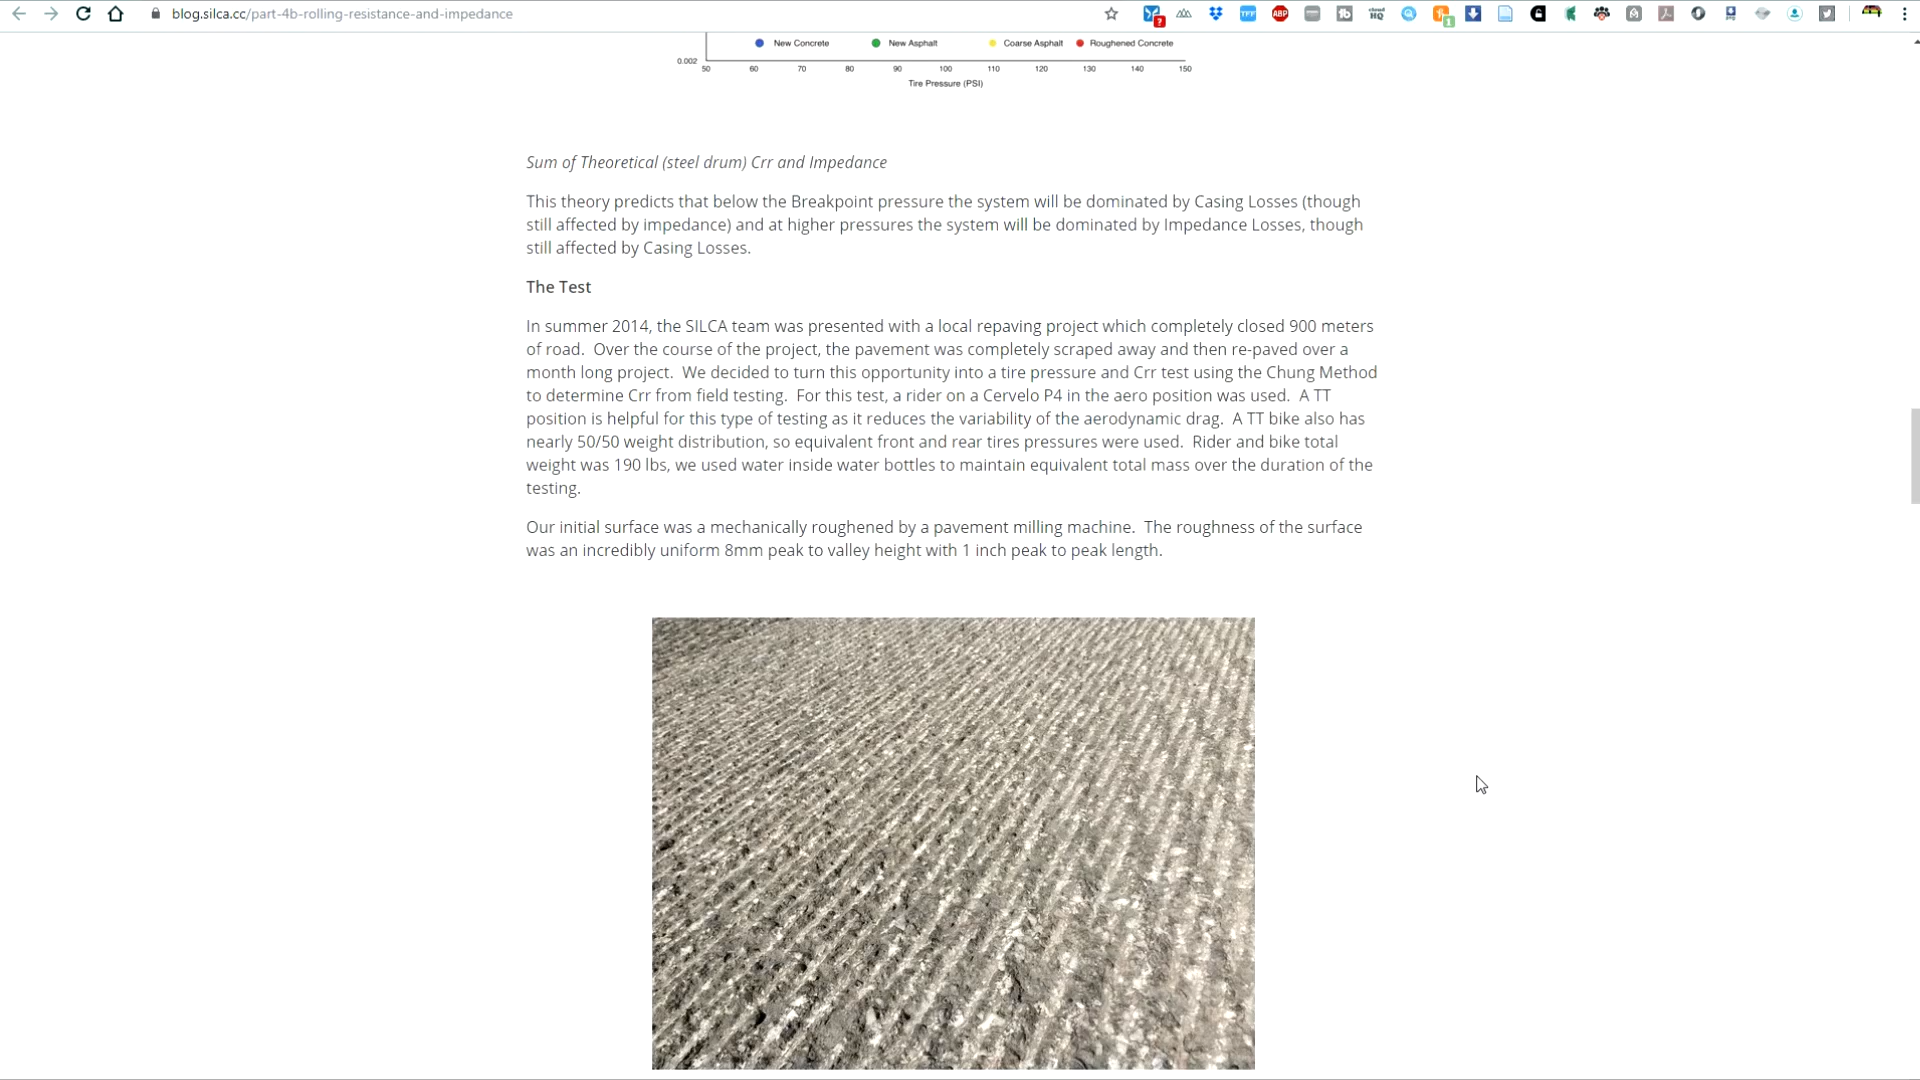 blog.silca.cc/part-4b-rolling-resistance-and-impedance
New Concrete New Asphalt Coarse Asphalt Roughened Concrete
0.002
50 60 70 80 90 100 110 120 130 140 150
Tire Pressure (PSI)
Sum of Theoretical (steel drum) Crr and Impedance
This theory predicts that below the Breakpoint pressure the system will be dominated by Casing Losses (though
still affected by impedance) and at higher pressures the system will be dominated by Impedance Losses, though
still affected by Casing Losses.
The Test
In summer 2014, the SILCA team was presented with a local repaving project which completely closed 900 meters
of road.  Over the course of the project, the pavement was completely scraped away and then re-paved over a
month long project.  We decided to turn this opportunity into a tire pressure and Crr test using the Chung Method
to determine Crr from field testing.  For this test, a rider on a Cervelo P4 in the aero position was used.  A TT
position is helpful for this type of testing as it reduces the variability of the aerodynamic drag.  A TT bike also has
nearly 50/50 weight distribution, so equivalent front and rear tires pressures were used.  Rider and bike total
weight was 190 lbs, we used water inside water bottles to maintain equivalent total mass over the duration of the
testing.
Our initial surface was a mechanically roughened by a pavement milling machine.  The roughness of the surface
was an incredibly uniform 8mm peak to valley height with 1 inch peak to peak length.